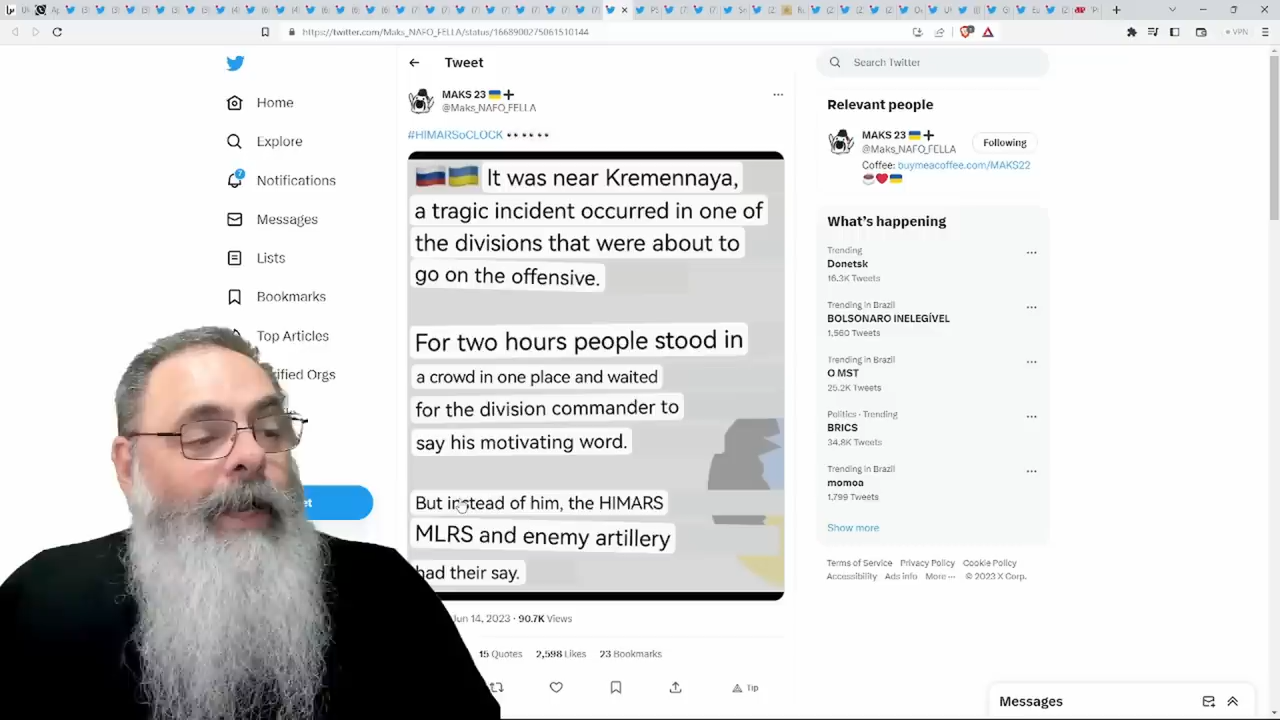 https://twitter.com/Maks_NAFO_FELLA/status/1668900275061510144
VPN
Home
Explore
7
Notifications
Messages
Lists
Bookmarks
Top Articles
Tweet
MAKS 23
@Maks_NAFO_FELLA
#HIMARSoCLOCK
It was near Kremennaya,
a tragic incident occurred in one of
the divisions that were about to
go on the offensive.
For two hours people stood in
a crowd in one place and waited
for the division commander to
say his motivating word.
But instead of him, the HIMARS
MLRS and enemy artillery
had their say.
Jun 14, 2023 · 90.7K Views
15 Quotes 2,598 Likes 23 Bookmarks
Tip
Search Twitter
Relevant people
MAKS 23
@Maks_NAFO_FELLA
Following
Coffee: buymeacoffee.com/MAKS22
What's happening
Trending
Donetsk
16.3K Tweets
Trending in Brazil
BOLSONARO INELEGÍVEL
1,560 Tweets
Trending in Brazil
O MST
25.2K Tweets
Politics · Trending
BRICS
34.8K Tweets
Trending in Brazil
momoa
1,799 Tweets
Show more
Terms of Service Privacy Policy Cookie Policy
Accessibility Ads info More ··· © 2023 X Corp.
Messages